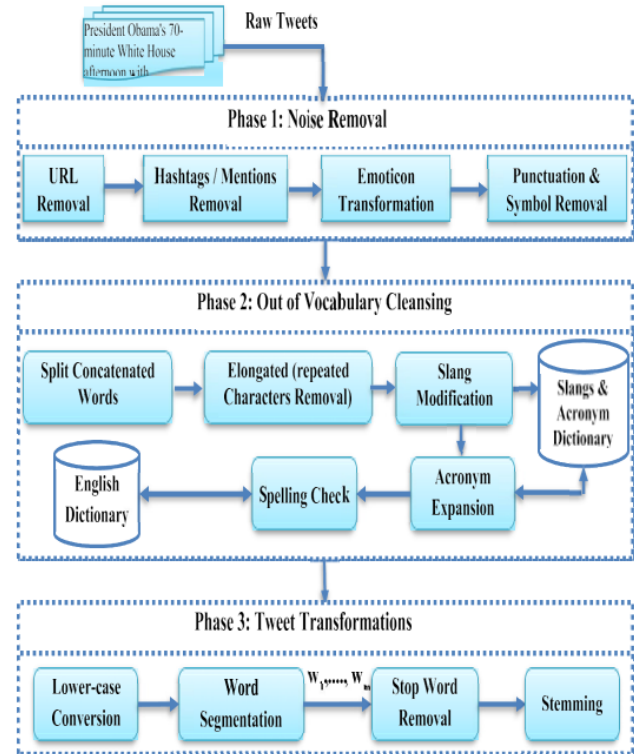 President Obama's 70-
minute White House
afternoon with
Raw Tweets
Phase 1: Noise Removal
URL
Removal
Hashtags / Mentions
Removal
Emoticon
Transformation
Punctuation &
Symbol Removal
Phase 2: Out of Vocabulary Cleansing
Split Concatenated
Words
Elongated (repeated
Characters Removal)
Slang
Modification
Slangs &
Acronym
Dictionary
English
Dictionary
Spelling Check
Acronym
Expansion
Phase 3: Tweet Transformations
Lower-case
Conversion
Word
Segmentation
W1,...., Wm
Stop Word
Removal
Stemming